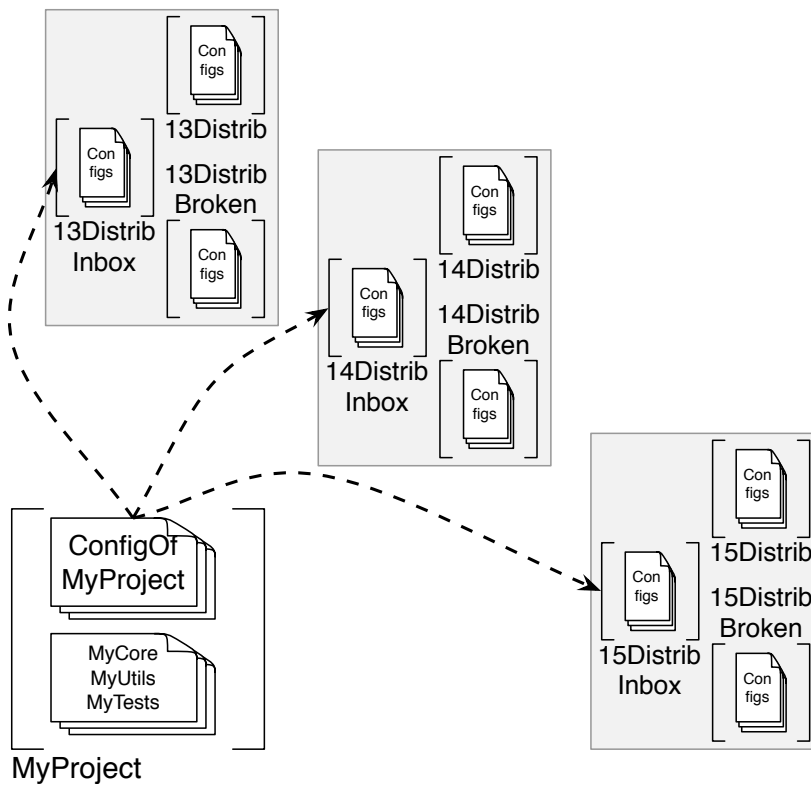 Con
figs
13Distrib
Con
figs
13Distrib
Inbox
13Distrib
Broken
Con
figs
Con
figs
14Distrib
Con
figs
14Distrib
Inbox
14Distrib
Broken
Con
figs
Con
figs
15Distrib
Con
figs
15Distrib
Inbox
15Distrib
Broken
Con
figs
ConfigOf
MyProject
MyCore
MyUtils
MyTests
MyProject